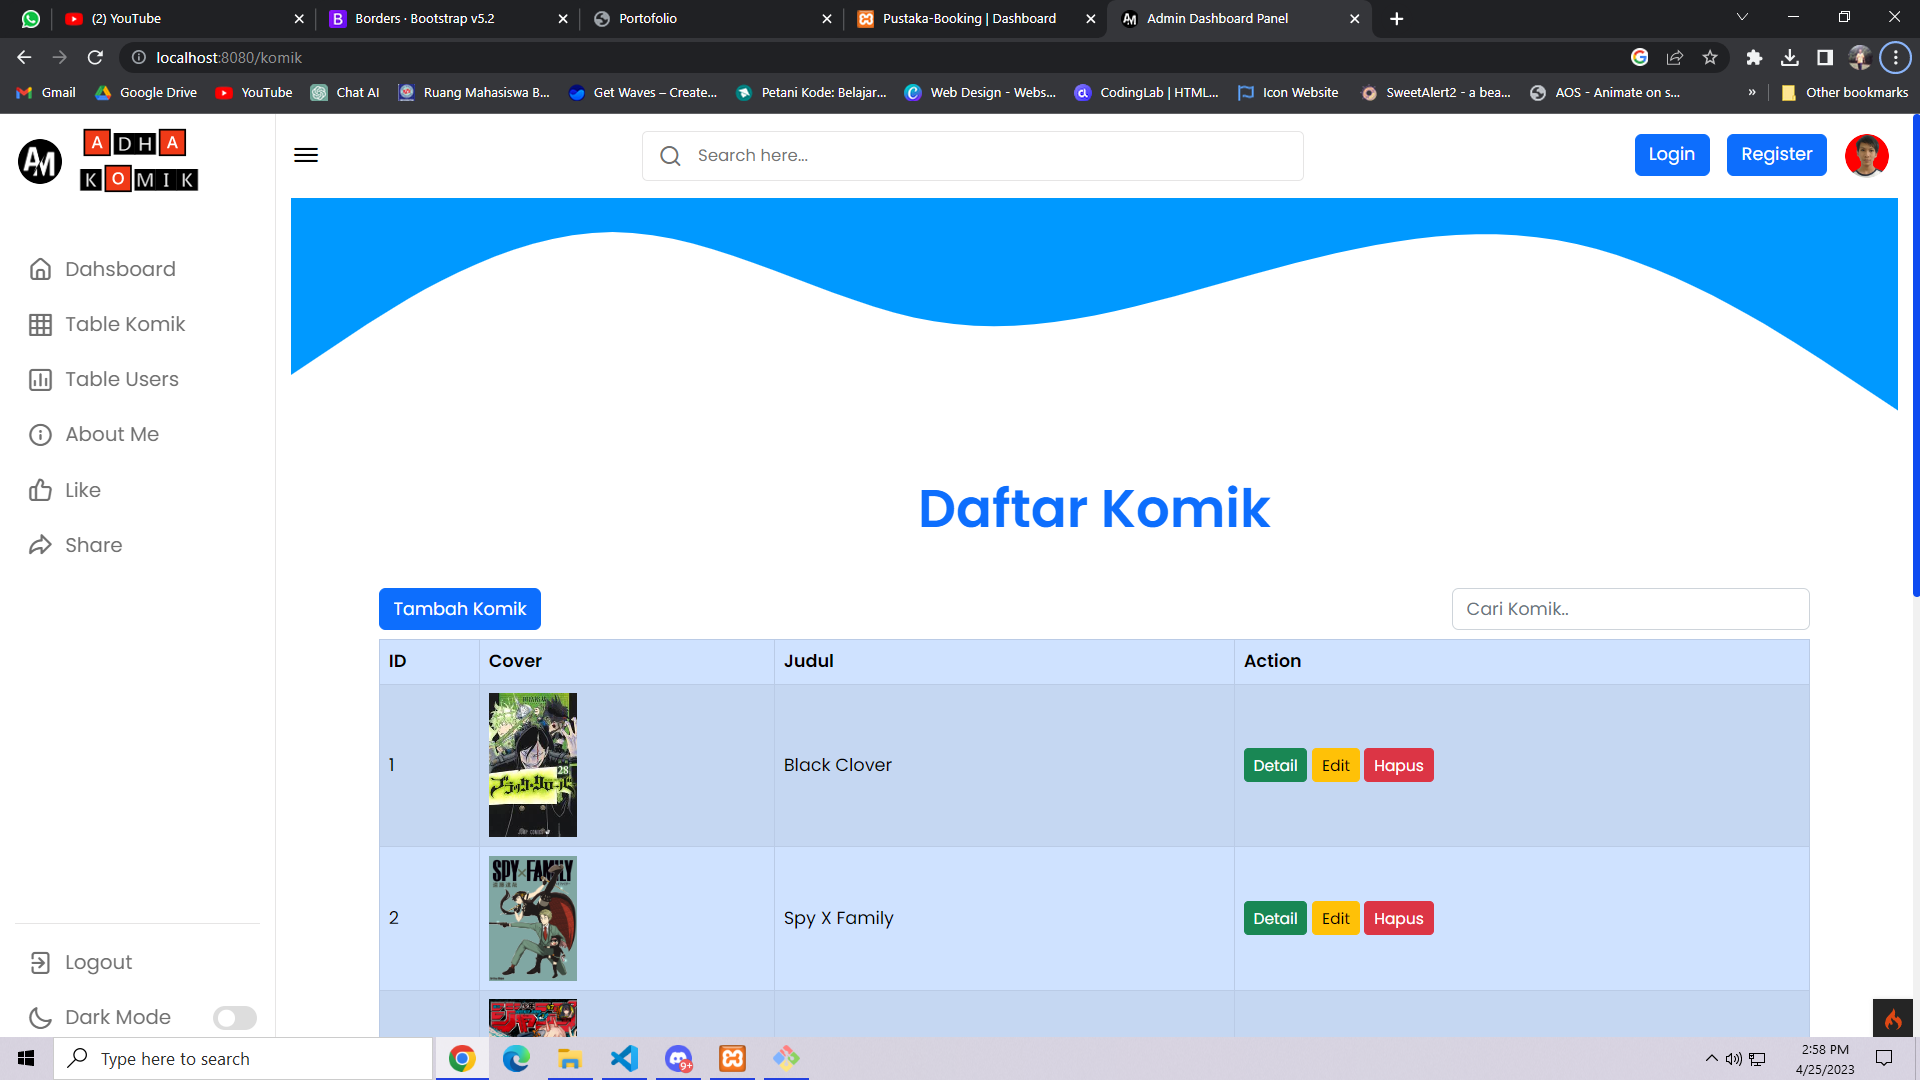 (2) YouTube
Borders · Bootstrap v5.2
Portofolio
Pustaka-Booking | Dashboard
Admin Dashboard Panel
localhost:8080/komik
Gmail
Google Drive
YouTube
Chat AI
Ruang Mahasiswa B...
Get Waves – Create...
Petani Kode: Belajar...
Web Design - Webs...
CodingLab | HTML...
Icon Website
SweetAlert2 - a bea...
AOS - Animate on s...
»
Other bookmarks
AM
ADHA
KOMIK
Search here...
Login
Register
Dahsboard
Table Komik
Table Users
About Me
Like
Share
Logout
Dark Mode
Daftar Komik
Tambah Komik
Cari Komik..
ID Cover Judul Action
1
28
Black Clover
Detail Edit Hapus
2
SPY×FAMILY
Spy X Family
Detail Edit Hapus
Type here to search
9+
2:58 PM
4/25/2023